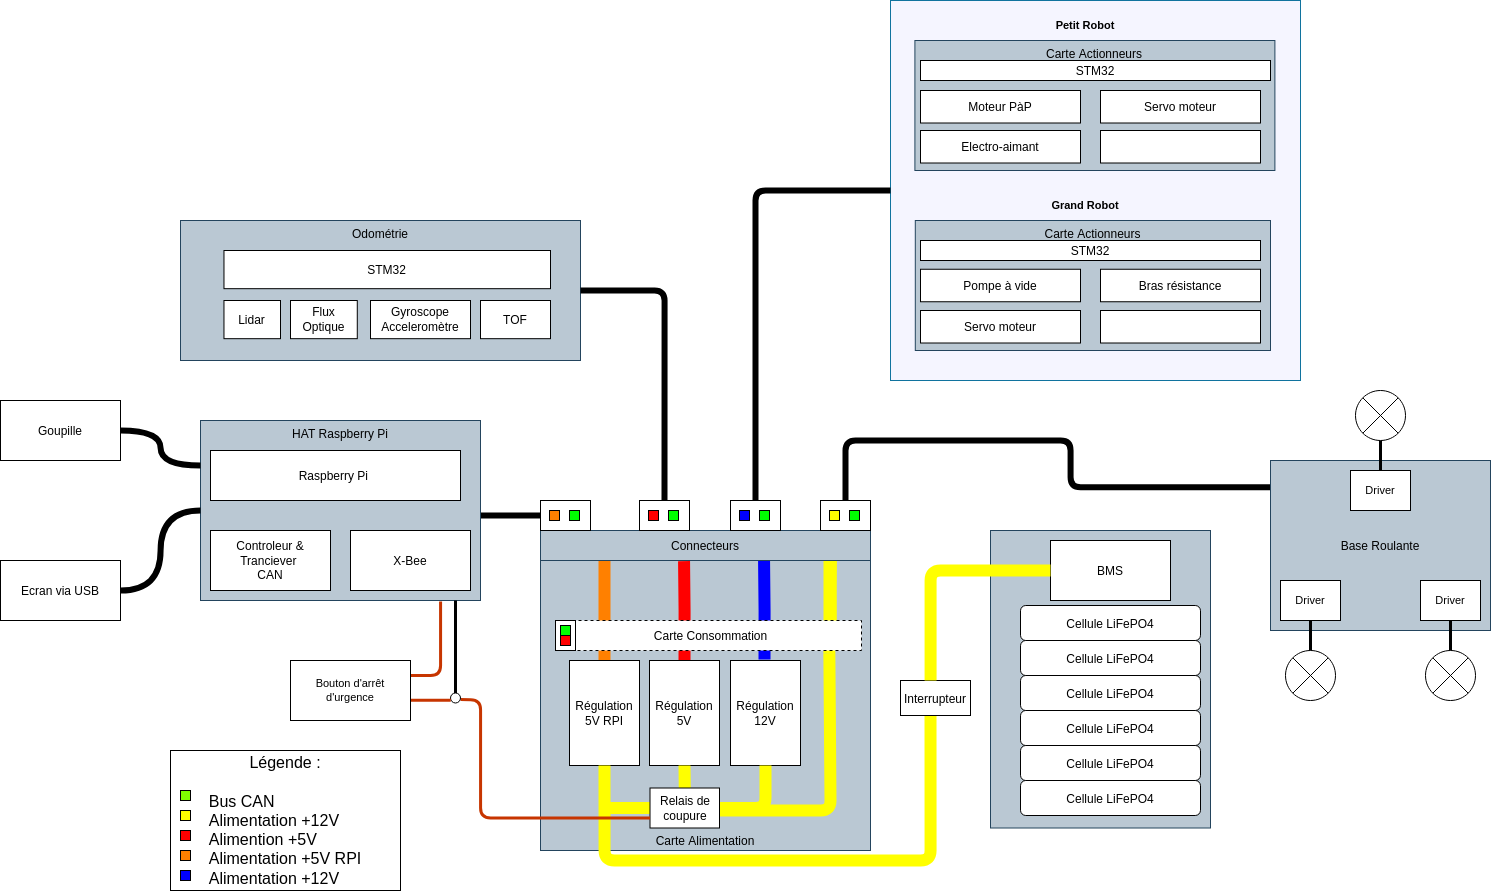 Petit Robot
Carte Actionneurs
STM32
Moteur PàP
Servo moteur
Electro-aimant
Grand Robot
Carte Actionneurs
STM32
Pompe à vide
Bras résistance
Servo moteur
Odométrie
STM32
Lidar
Flux
Optique
Gyroscope
Acceleromètre
TOF
Goupille
Ecran via USB
HAT Raspberry Pi
Raspberry Pi
Controleur &
Tranciever
CAN
X-Bee
Bouton d'arrêt
d'urgence
Connecteurs
Carte Consommation
Régulation
5V RPI
Régulation
5V
Régulation
12V
Relais de
coupure
Carte Alimentation
Interrupteur
BMS
Cellule LiFePO4
Cellule LiFePO4
Cellule LiFePO4
Cellule LiFePO4
Cellule LiFePO4
Cellule LiFePO4
Driver
Base Roulante
Driver
Driver
Légende :
Bus CAN
Alimentation +12V
Alimention +5V
Alimentation +5V RPI
Alimentation +12V